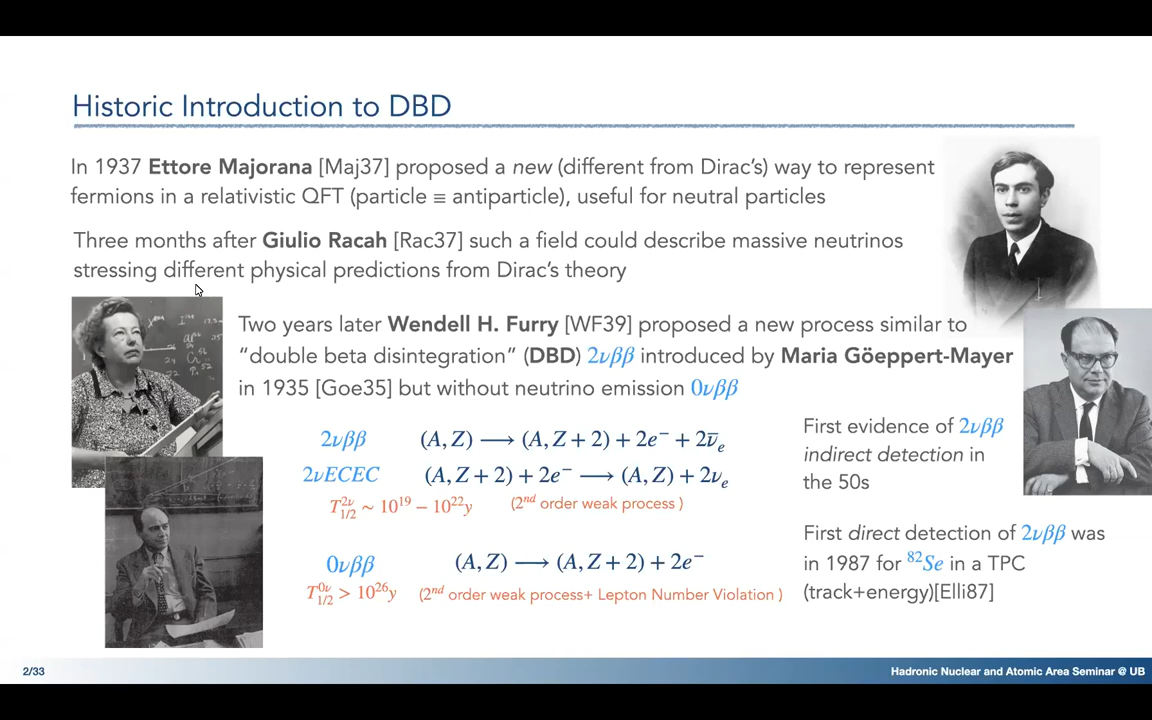 Historic Introduction to DBD
In 1937 Ettore Majorana [Maj37] proposed a new (different from Dirac's) way to represent
fermions in a relativistic QFT (particle ≡ antiparticle), useful for neutral particles
Three months after Giulio Racah [Rac37] such a field could describe massive neutrinos
stressing different physical predictions from Dirac's theory
Two years later Wendell H. Furry [WF39] proposed a new process similar to
"double beta disintegration" (DBD) 2νββ introduced by Maria Göeppert-Mayer
in 1935 [Goe35] but without neutrino emission 0νββ
2νββ (A, Z) ⟶ (A, Z + 2) + 2e⁻ + 2ν̅ₑ
2νECEC (A, Z + 2) + 2e⁻ ⟶ (A, Z) + 2νₑ
T_{1/2}^{2ν} ~ 10¹⁹ − 10²²y (2ⁿᵈ order weak process )
0νββ (A, Z) ⟶ (A, Z + 2) + 2e⁻
T_{1/2}^{0ν} > 10²⁶y (2ⁿᵈ order weak process+ Lepton Number Violation )
First evidence of 2νββ
indirect detection in
the 50s
First direct detection of 2νββ was
in 1987 for ⁸²Se in a TPC
(track+energy)[Elli87]
2/33
Hadronic Nuclear and Atomic Area Seminar @ UB